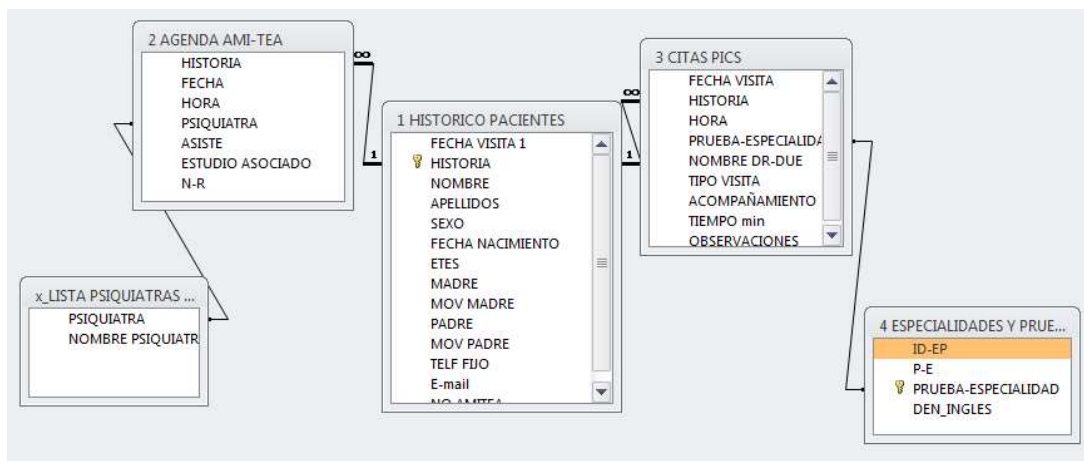 2 AGENDA AMI-TEA
HISTORIA
FECHA
HORA
PSIQUIATRA
ASISTE
ESTUDIO ASOCIADO
N-R
∞
1
1 HISTORICO PACIENTES
FECHA VISITA 1
HISTORIA
NOMBRE
APELLIDOS
SEXO
FECHA NACIMIENTO
ETES
MADRE
MOV MADRE
PADRE
MOV PADRE
TELF FIJO
E-mail
NO AMITEA
∞
1
3 CITAS PICS
FECHA VISITA
HISTORIA
HORA
PRUEBA-ESPECIALIDA
NOMBRE DR-DUE
TIPO VISITA
ACOMPAÑAMIENTO
TIEMPO min
OBSERVACIONES
x_LISTA PSIQUIATRAS ...
PSIQUIATRA
NOMBRE PSIQUIATR
4 ESPECIALIDADES Y PRUE...
ID-EP
P-E
PRUEBA-ESPECIALIDAD
DEN_INGLES